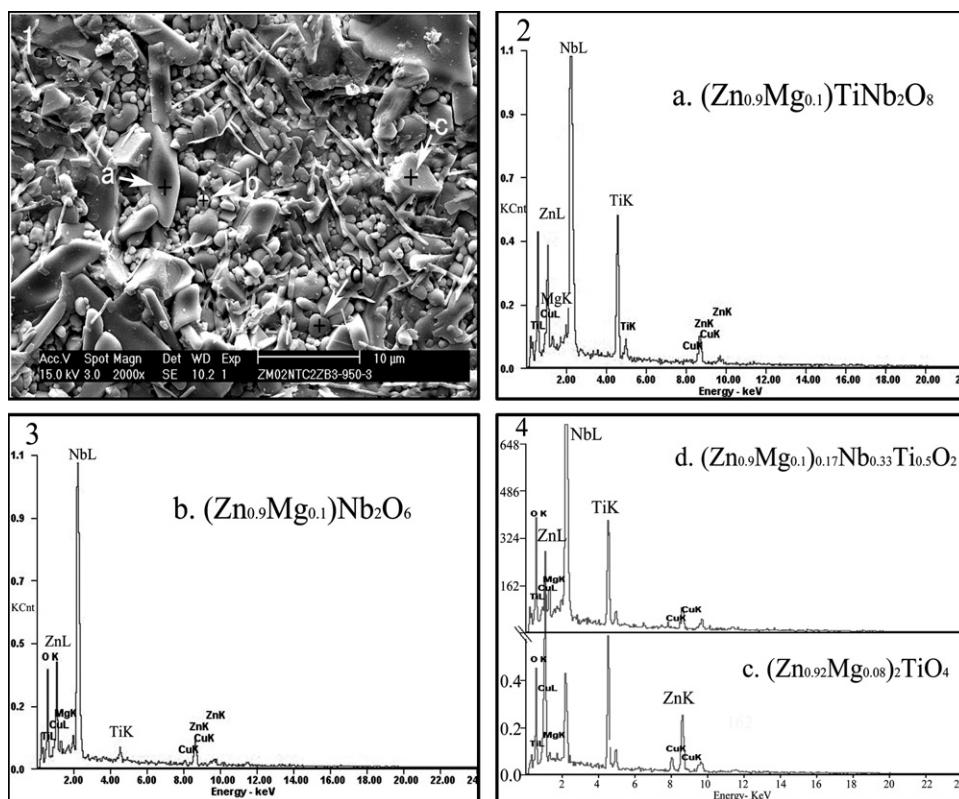 1
a
b
c
d
Acc.V Spot Magn Det WD Exp 10 µm
15.0 kV 3.0 2000x SE 10.2 1 ZM02NTC2ZB3-950-3
2
NbL
1.1
a. (Zn0.9Mg0.1)TiNb2O8
0.9
TiK
KCnt
ZnL
0.4
MgK
0.2
CuL
TiL
TiK
ZnK
ZnK
CuK
CuK
0.0
2.00 4.00 6.00 8.00 10.00 12.00 14.00 16.00 18.00 20.00 22.0
Energy - keV
3
NbL
1.1
b. (Zn0.9Mg0.1)Nb2O6
0.9
KCnt
0.5
ZnL
O K
MgK
0.2
CuL
TiL
TiK
ZnK
ZnK
CuK
CuK
0.0
2.00 4.00 6.00 8.00 10.00 12.00 14.00 16.00 18.00 20.00 22.00 24.0
Energy - keV
4
NbL
648
d. (Zn0.9Mg0.1)0.17Nb0.33Ti0.5O2
486
TiK
O K
324
ZnL
MgK
162
CuL
TiL
CuK
CuK
c. (Zn0.92Mg0.08)2TiO4
O K
0.4
CuL
ZnK
162
0.2
TiL
MgK
CuK
CuK
0.0
2 4 6 8 10 12 14 16 18 20 22 2
Energy- KeV